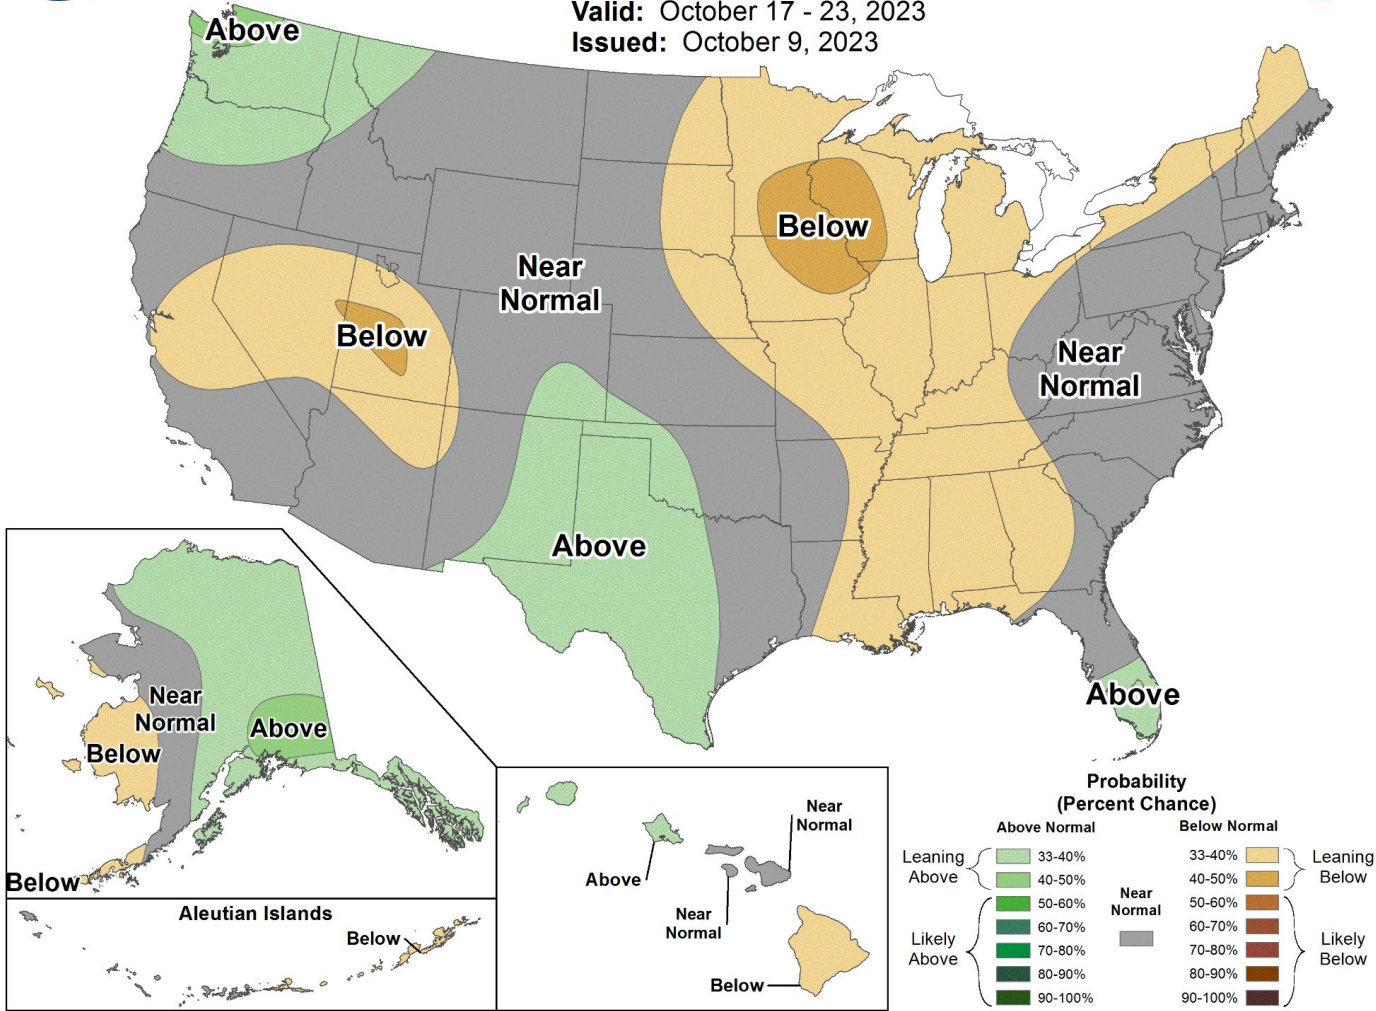 Valid: October 17 - 23, 2023
Issued: October 9, 2023
Above
Below
Near
Normal
Below
Near
Normal
Above
Above
Near
Normal
Above
Below
Below
Aleutian Islands
Below
Near
Normal
Above
Near
Normal
Below
Probability
(Percent Chance)
Above Normal
Below Normal
Leaning
Above
33-40%
40-50%
Likely
Above
50-60%
60-70%
70-80%
80-90%
90-100%
Near
Normal
33-40%
40-50%
Leaning
Below
50-60%
60-70%
70-80%
80-90%
90-100%
Likely
Below